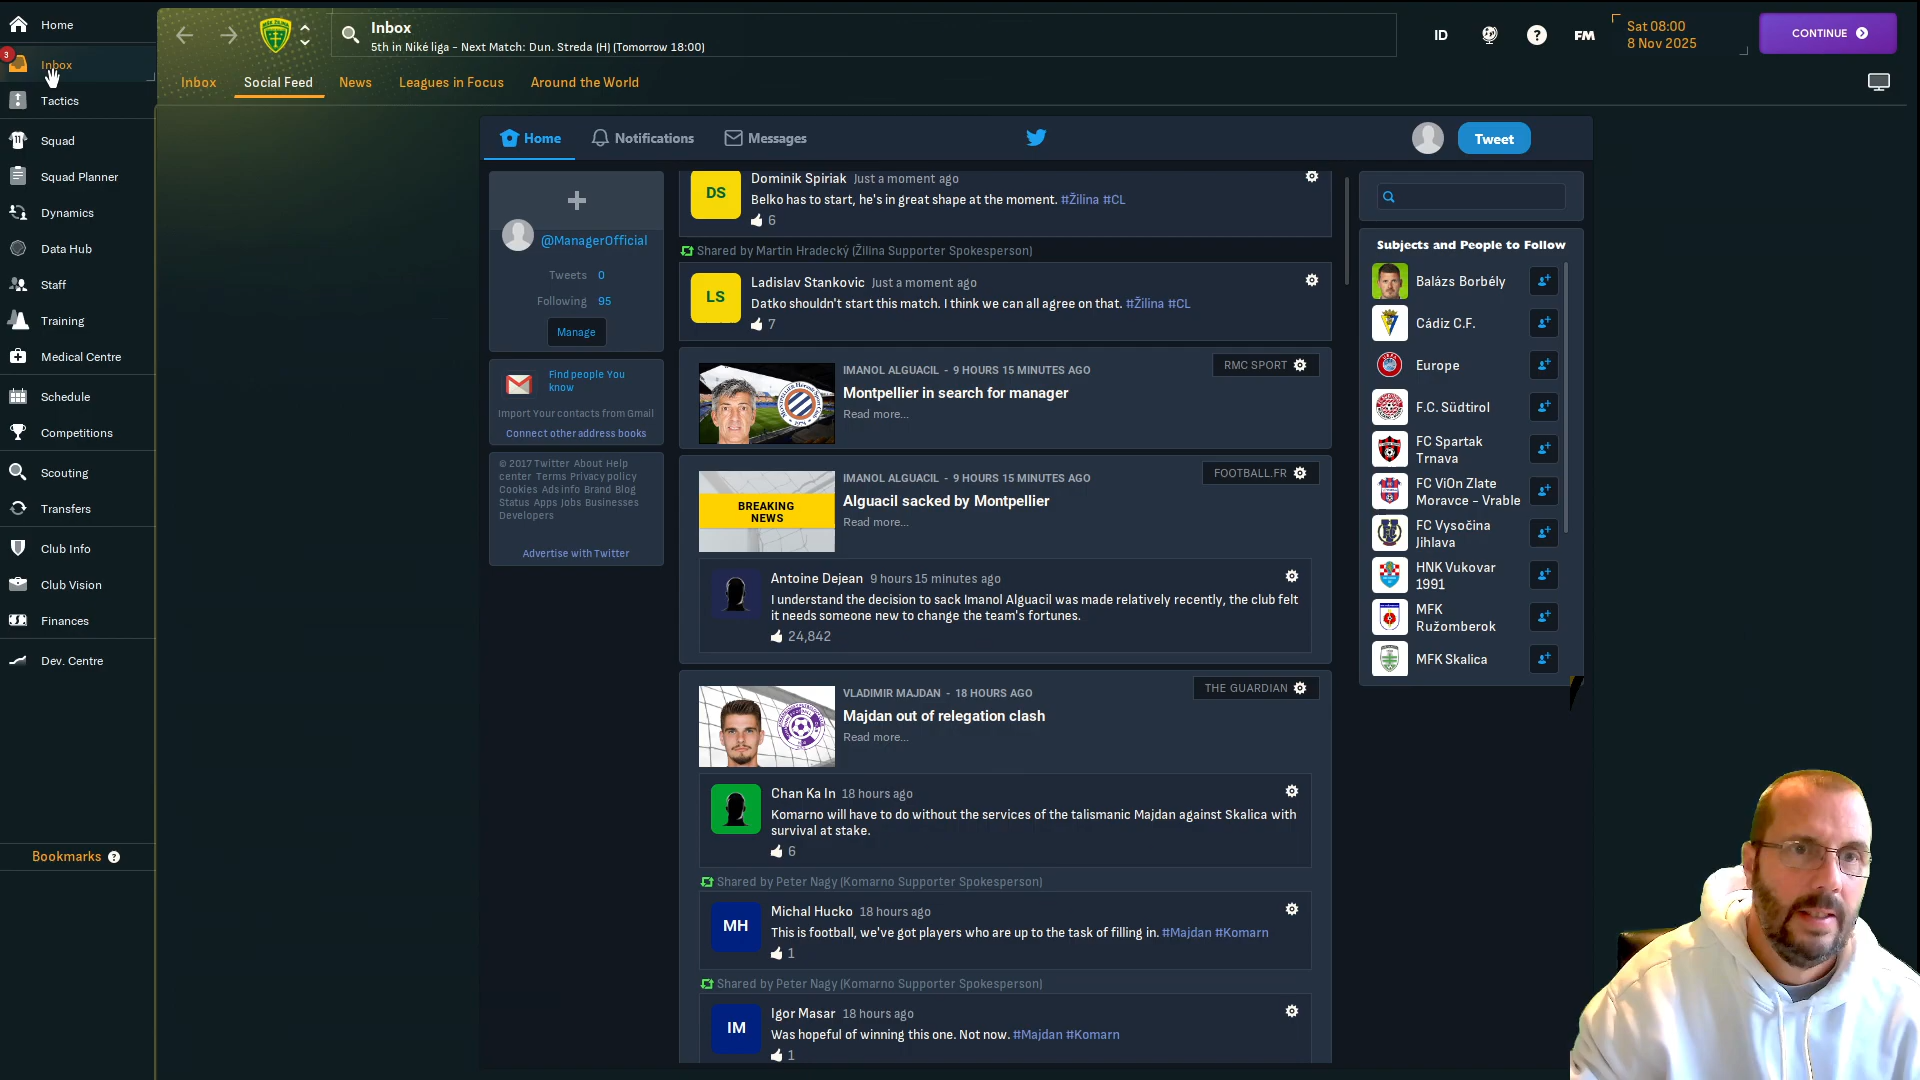 Home
3
Inbox
Tactics
Squad
Squad Planner
Dynamics
Data Hub
Staff
Training
Medical Centre
Schedule
Competitions
Scouting
Transfers
Club Info
Club Vision
Finances
Dev. Centre
Bookmarks ?
Inbox
5th in Niké liga - Next Match: Dun. Streda (H) (Tomorrow 18:00)
ID
?
FM
Sat 08:00
8 Nov 2025
CONTINUE
Inbox
Social Feed
News
Leagues in Focus
Around the World
Home
Notifications
Messages
Tweet
@ManagerOfficial
Tweets 0
Following 95
Manage
Find people You
know
Import Your contacts from Gmail
Connect other address books
© 2017 Twitter About Help
center Terms Privacy policy
Cookies Ads info Brand Blog
Status Apps Jobs Businesses
Developers
Advertise with Twitter
DS
Dominik Spiriak Just a moment ago
Belko has to start, he's in great shape at the moment. #Žilina #CL
6
Shared by Martin Hradecký (Žilina Supporter Spokesperson)
LS
Ladislav Stankovic Just a moment ago
Datko shouldn't start this match. I think we can all agree on that. #Žilina #CL
7
IMANOL ALGUACIL - 9 HOURS 15 MINUTES AGO
RMC SPORT
Montpellier in search for manager
Read more...
IMANOL ALGUACIL - 9 HOURS 15 MINUTES AGO
FOOTBALL.FR
BREAKING
NEWS
Alguacil sacked by Montpellier
Read more...
Antoine Dejean 9 hours 15 minutes ago
I understand the decision to sack Imanol Alguacil was made relatively recently, the club felt
it needs someone new to change the team's fortunes.
24,842
VLADIMIR MAJDAN - 18 HOURS AGO
THE GUARDIAN
Majdan out of relegation clash
Read more...
Chan Ka In 18 hours ago
Komarno will have to do without the services of the talismanic Majdan against Skalica with
survival at stake.
6
Shared by Peter Nagy (Komarno Supporter Spokesperson)
MH
Michal Hucko 18 hours ago
This is football, we've got players who are up to the task of filling in. #Majdan #Komarn
1
Shared by Peter Nagy (Komarno Supporter Spokesperson)
IM
Igor Masar 18 hours ago
Was hopeful of winning this one. Not now. #Majdan #Komarn
1
Subjects and People to Follow
Balázs Borbély
Cádiz C.F.
Europe
F.C. Südtirol
FC Spartak
Trnava
FC ViOn Zlate
Moravce - Vrable
FC Vysočina
Jihlava
HNK Vukovar
1991
MFK
Ružomberok
MFK Skalica